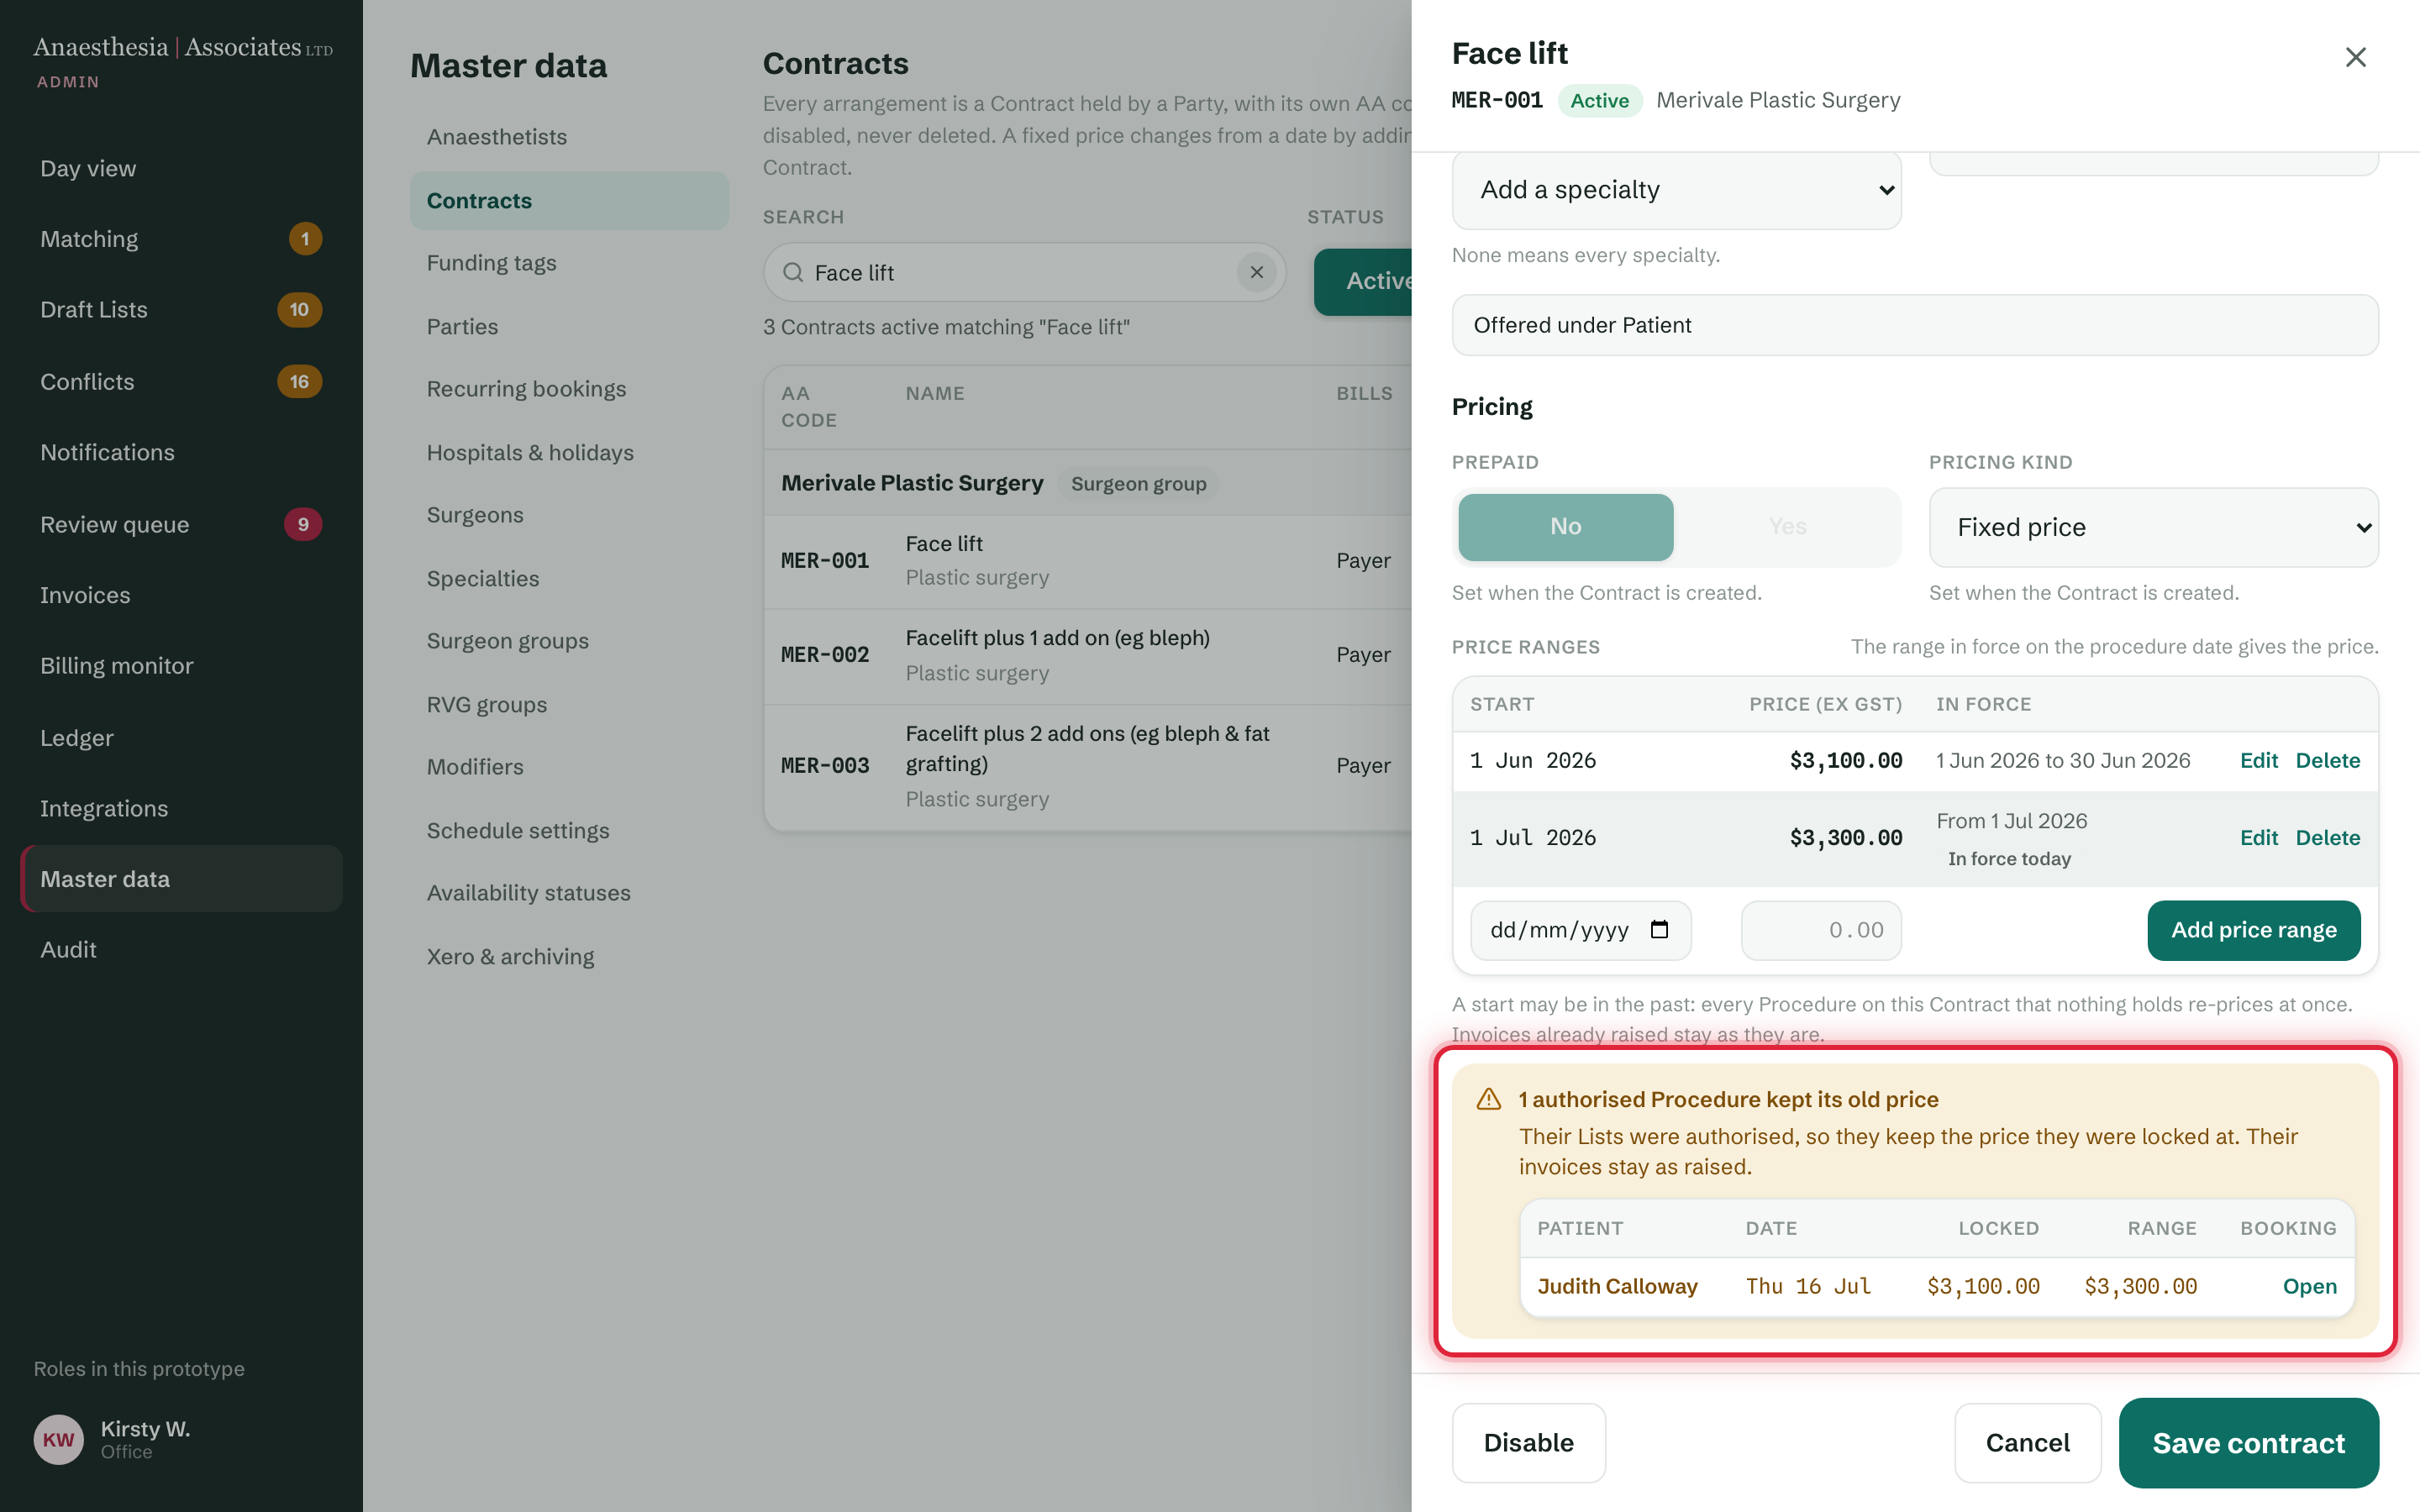 Anaesthesia | Associates LTD
ADMIN
Day view
Matching 1
Draft Lists 10
Conflicts 16
Notifications
Review queue 9
Invoices
Billing monitor
Ledger
Integrations
Master data
Audit
Roles in this prototype
KW
Kirsty W.
Office
Master data
Anaesthetists
Contracts
Funding tags
Parties
Recurring bookings
Hospitals & holidays
Surgeons
Specialties
Surgeon groups
RVG groups
Modifiers
Schedule settings
Availability statuses
Xero & archiving
Contracts
Every arrangement is a Contract held by a Party, with its own AA co
disabled, never deleted. A fixed price changes from a date by addin
Contract.
SEARCH STATUS
Face lift
Active
3 Contracts active matching "Face lift"
AA CODE NAME BILLS
Merivale Plastic Surgery Surgeon group
MER-001 Face lift Payer
Plastic surgery
MER-002 Facelift plus 1 add on (eg bleph) Payer
Plastic surgery
MER-003 Facelift plus 2 add ons (eg bleph & fat
grafting) Payer
Plastic surgery
Face lift
MER-001 Active Merivale Plastic Surgery
Add a specialty
None means every specialty.
Offered under Patient
Pricing
PREPAID PRICING KIND
No Yes Fixed price
Set when the Contract is created. Set when the Contract is created.
PRICE RANGES The range in force on the procedure date gives the price.
START PRICE (EX GST) IN FORCE
1 Jun 2026 $3,100.00 1 Jun 2026 to 30 Jun 2026 Edit Delete
1 Jul 2026 $3,300.00 From 1 Jul 2026 Edit Delete
In force today
dd/mm/yyyy 0.00 Add price range
A start may be in the past: every Procedure on this Contract that nothing holds re-prices at once.
Invoices already raised stay as they are.
1 authorised Procedure kept its old price
Their Lists were authorised, so they keep the price they were locked at. Their
invoices stay as raised.
PATIENT DATE LOCKED RANGE BOOKING
Judith Calloway Thu 16 Jul $3,100.00 $3,300.00 Open
Disable Cancel Save contract